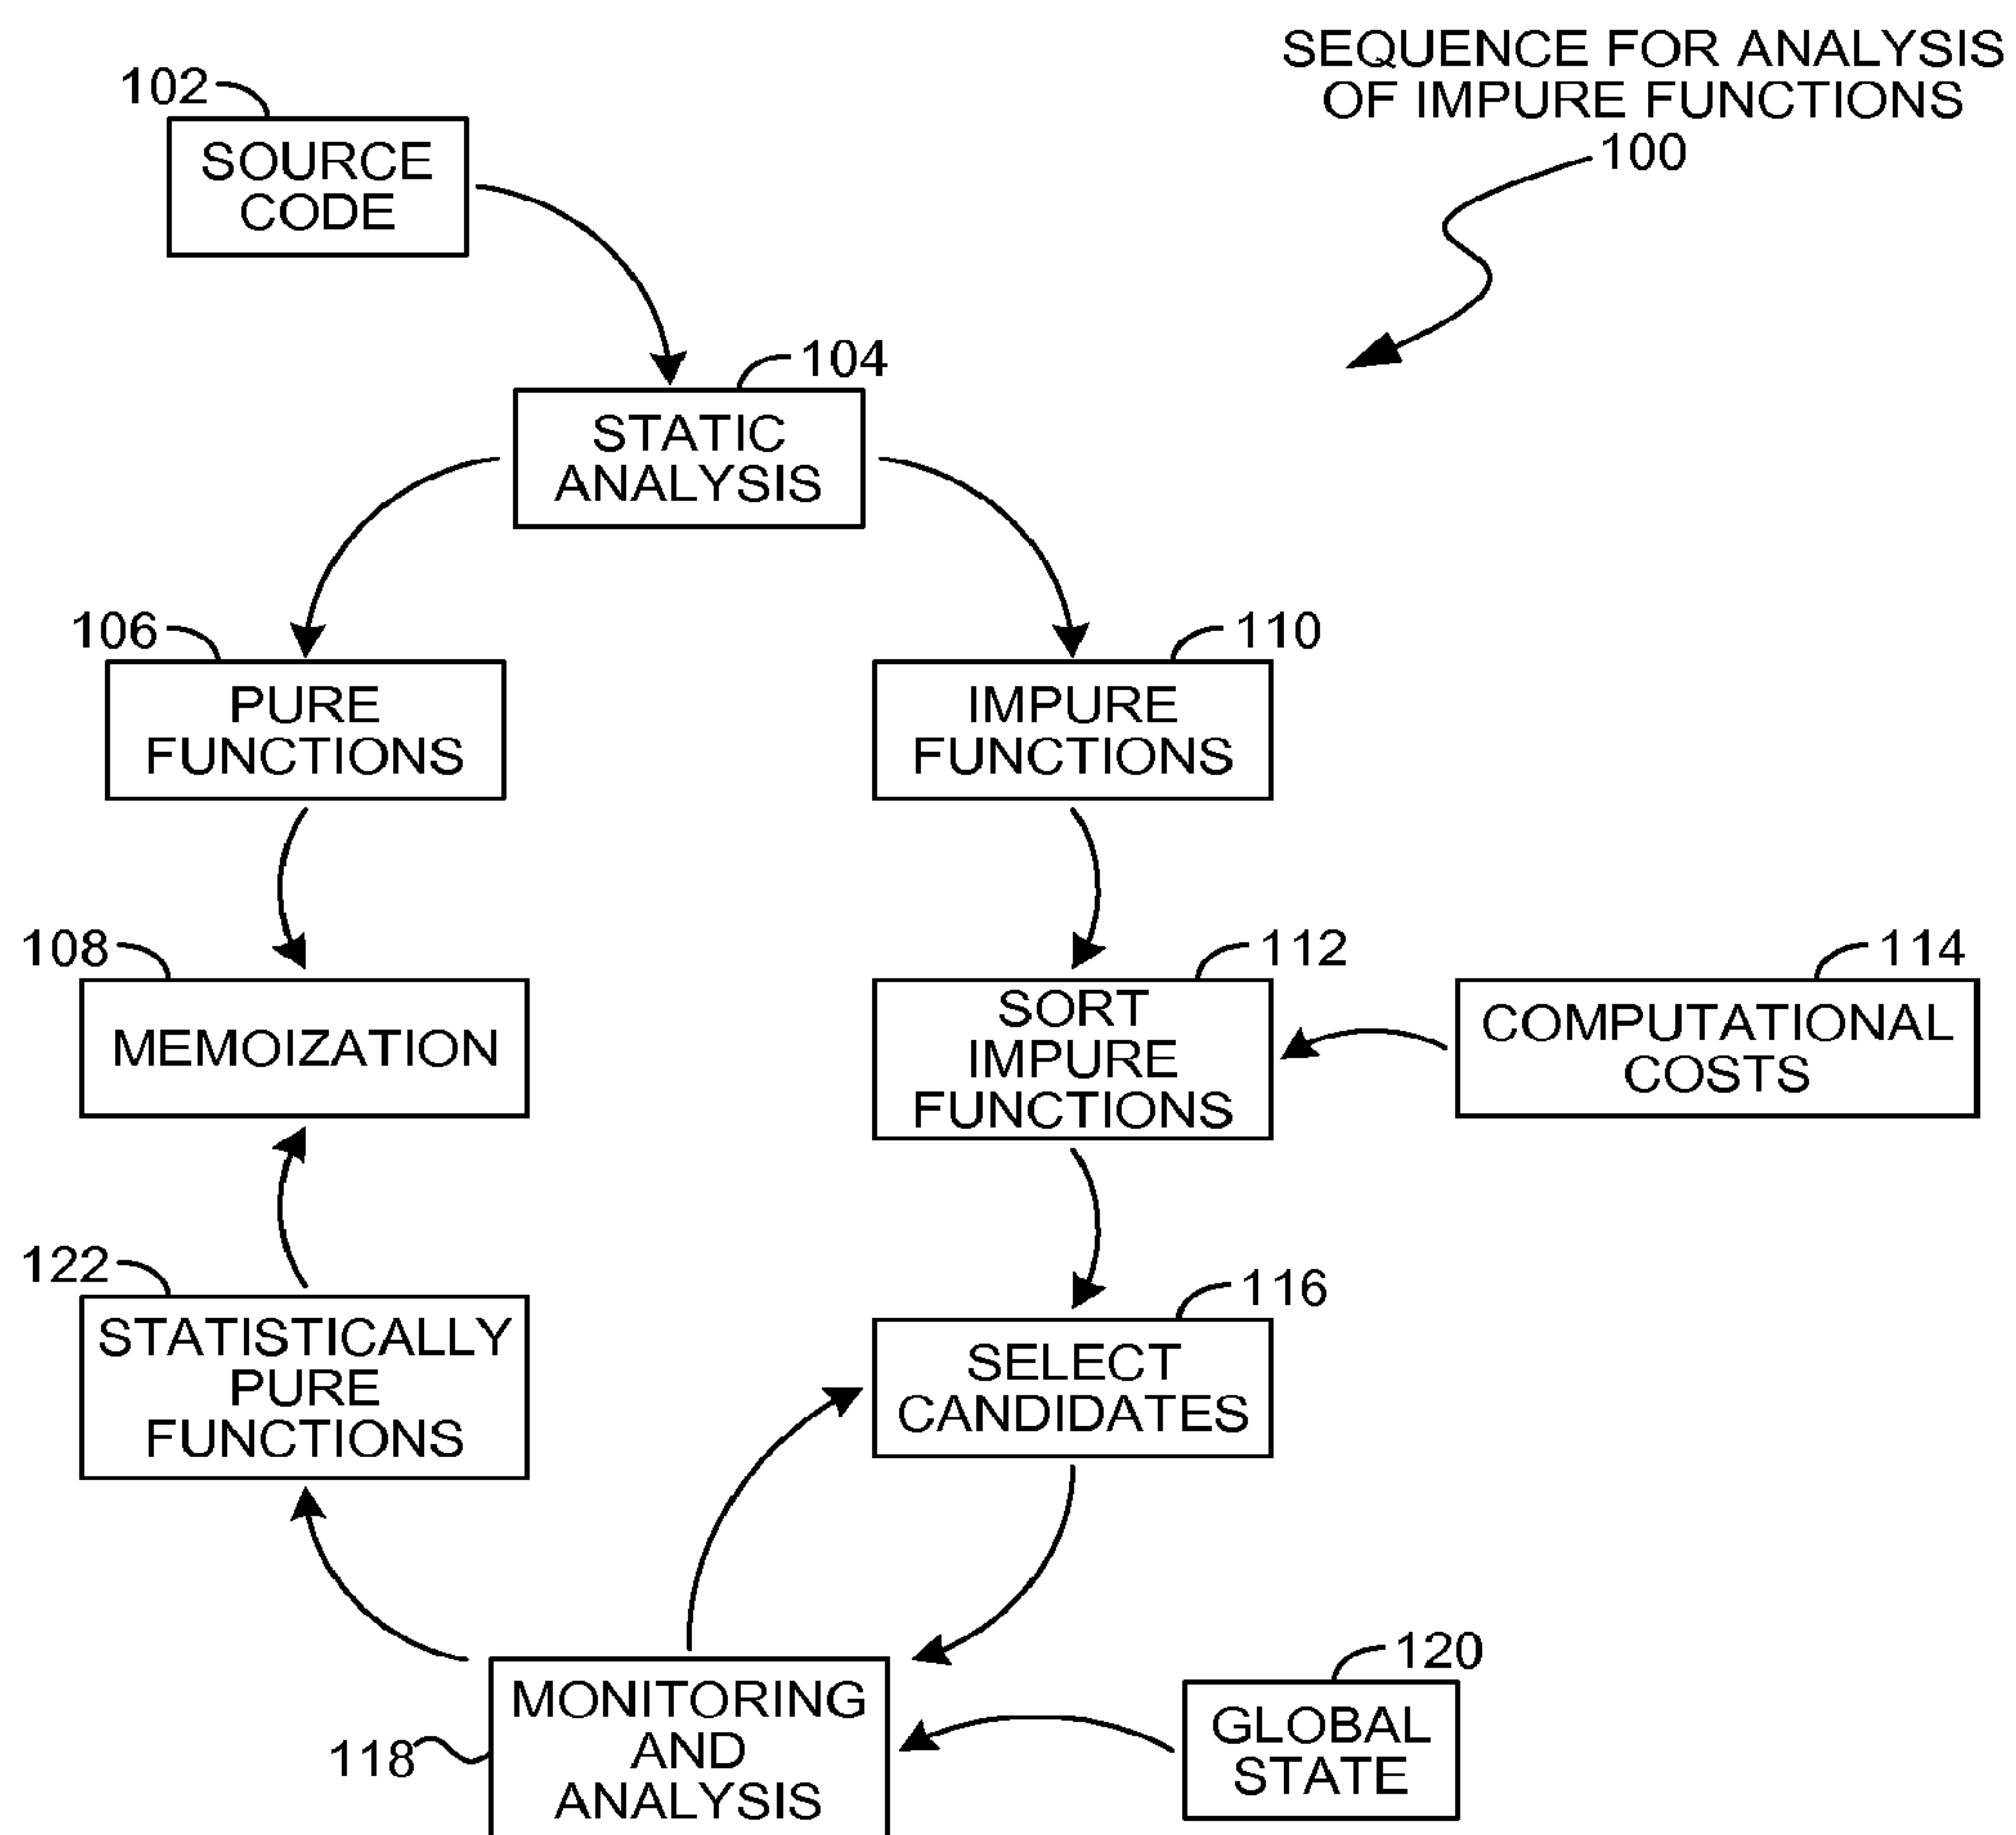 SEQUENCE FOR ANALYSIS
OF IMPURE FUNCTIONS
100
102
SOURCE
CODE
104
STATIC
ANALYSIS
106
PURE
FUNCTIONS
110
IMPURE
FUNCTIONS
108
MEMOIZATION
112
SORT
IMPURE
FUNCTIONS
114
COMPUTATIONAL
COSTS
122
STATISTICALLY
PURE
FUNCTIONS
116
SELECT
CANDIDATES
118
MONITORING
AND
ANALYSIS
120
GLOBAL
STATE